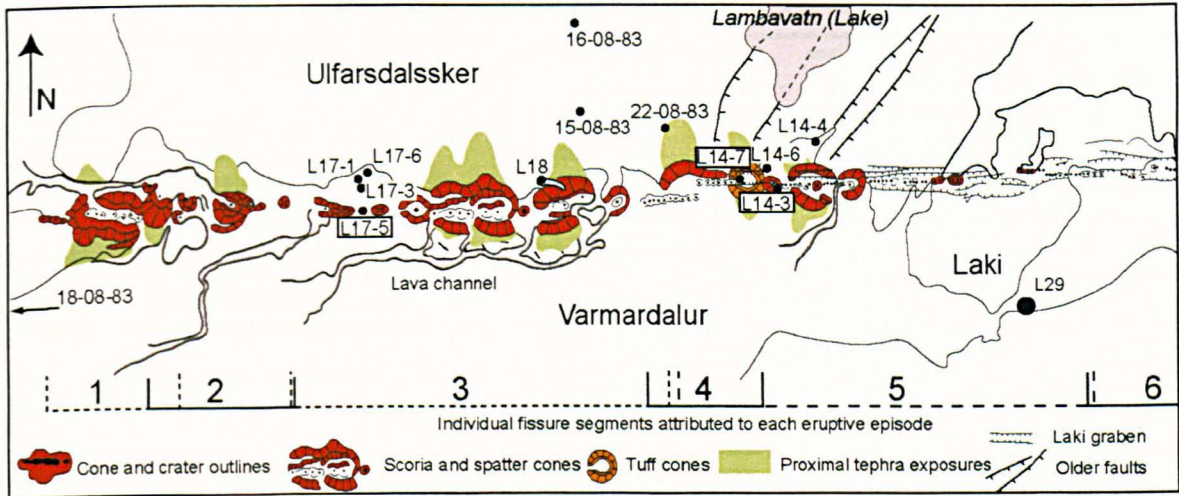 16-08-83
Lambavatn (Lake)
Ulfarsdalssker
N
15-08-83
22-08-83
L14-4
L17-1
L17-6
L18
L14-7
L14-6
L17-3
L14-3
L17-5
Laki
L29
Lava channel
18-08-83
Varmardalur
1 2 3 4 5 6
Individual fissure segments attributed to each eruptive episode
Cone and crater outlines
Scoria and spatter cones
Tuff cones
Proximal tephra exposures
Laki graben
Older faults